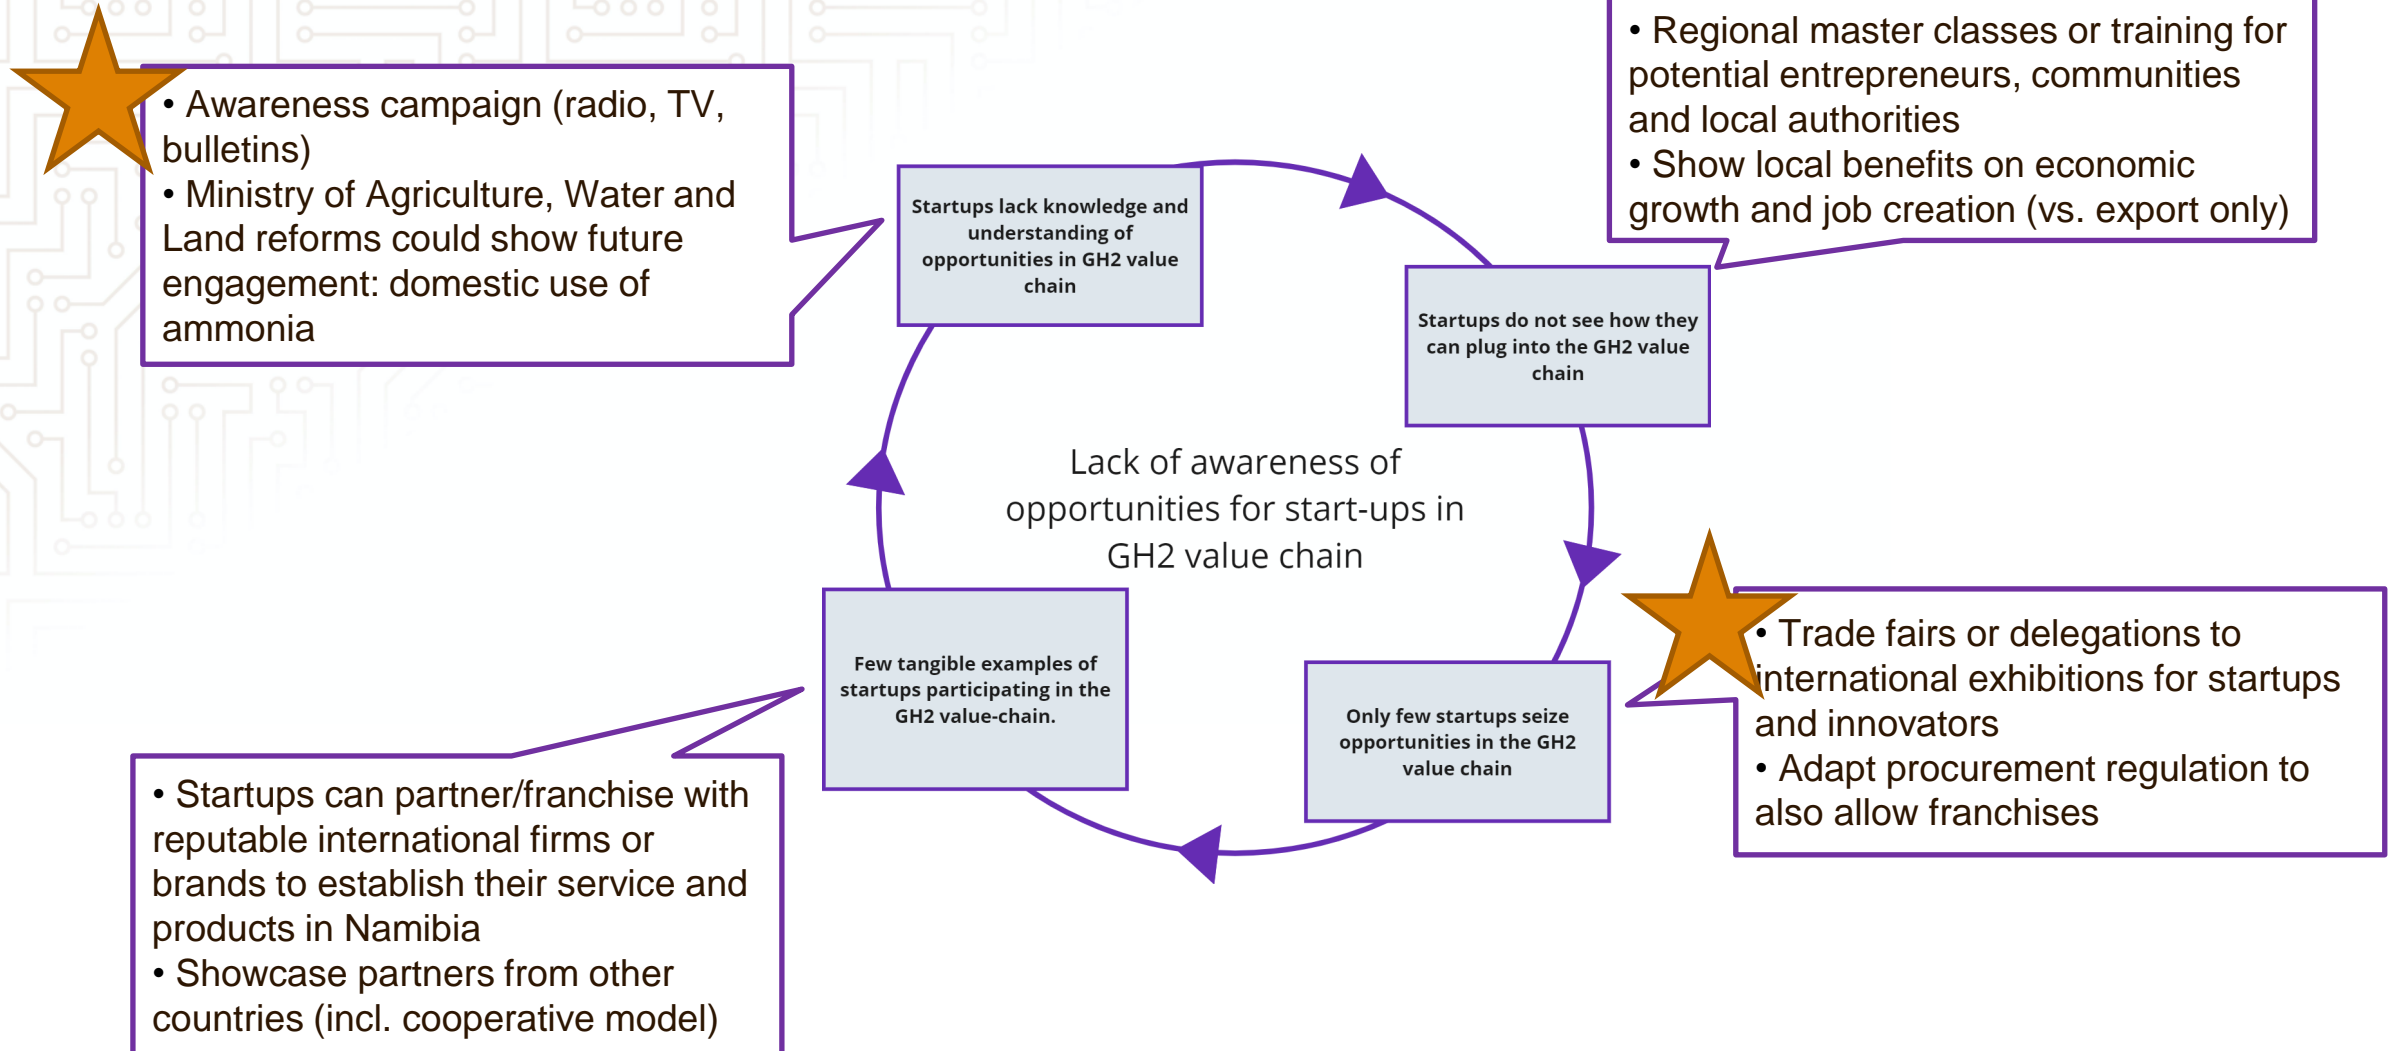 • Awareness campaign (radio, TV,
bulletins)
• Ministry of Agriculture, Water and
Land reforms could show future
engagement: domestic use of
ammonia
• Regional master classes or training for
potential entrepreneurs, communities
and local authorities
• Show local benefits on economic
growth and job creation (vs. export only)
Startups lack knowledge and
understanding of
opportunities in GH2 value
chain
Startups do not see how they
can plug into the GH2 value
chain
Lack of awareness of
opportunities for start-ups in
GH2 value chain
Few tangible examples of
startups participating in the
GH2 value-chain.
Only few startups seize
opportunities in the GH2
value chain
• Trade fairs or delegations to
international exhibitions for startups
and innovators
• Adapt procurement regulation to
also allow franchises
• Startups can partner/franchise with
reputable international firms or
brands to establish their service and
products in Namibia
• Showcase partners from other
countries (incl. cooperative model)